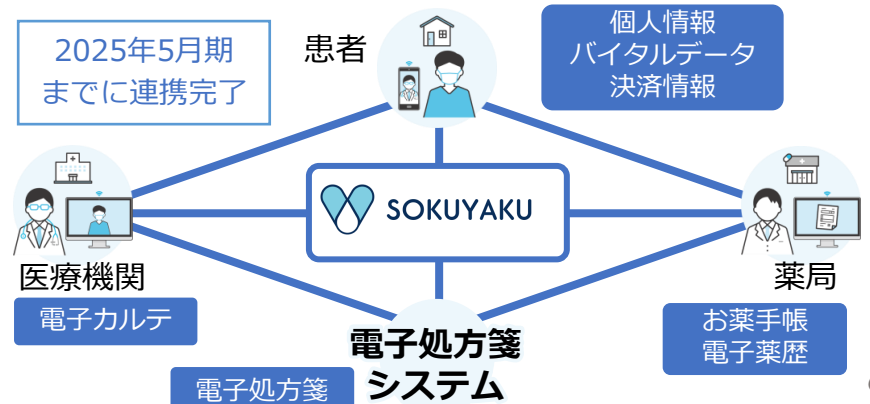 2025年5月期
までに連携完了
患者
個人情報
バイタルデータ
決済情報
SOKUYAKU
医療機関
電子カルテ
薬局
お薬手帳
電子薬歴
電子処方箋
システム
電子処方箋